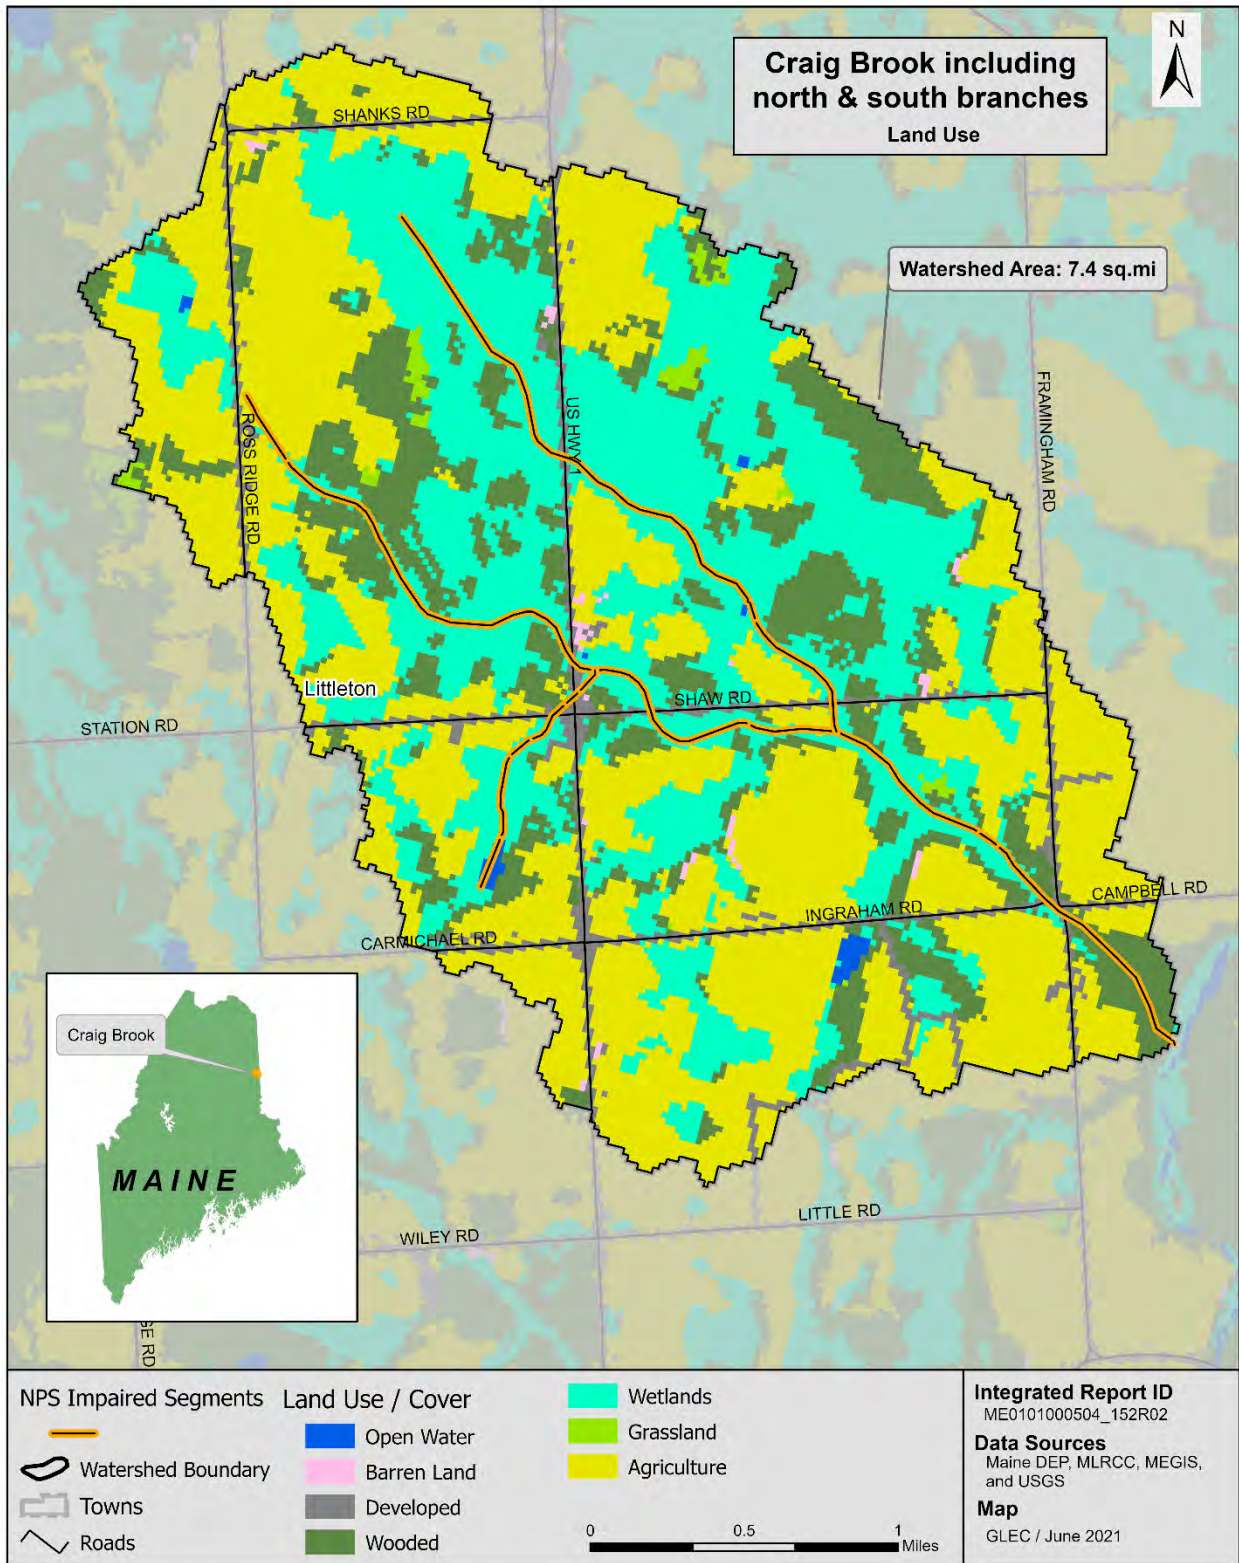 Craig Brook including
north & south branches
Land Use
N
SHANKS RD
Watershed Area: 7.4 sq.mi
FRAMINGHAM RD
US HWY 1
ROSS RIDGE RD
Littleton
SHAW RD
STATION RD
CAMPBELL RD
INGRAHAM RD
CARMICHAEL RD
Craig Brook
MAINE
LITTLE RD
WILEY RD
GE RD
NPS Impaired Segments
Watershed Boundary
Towns
Roads
Land Use / Cover
Open Water
Barren Land
Developed
Wooded
Wetlands
Grassland
Agriculture
0 0.5 1
Miles
Integrated Report ID
ME0101000504_152R02
Data Sources
Maine DEP, MLRCC, MEGIS,
and USGS
Map
GLEC / June 2021